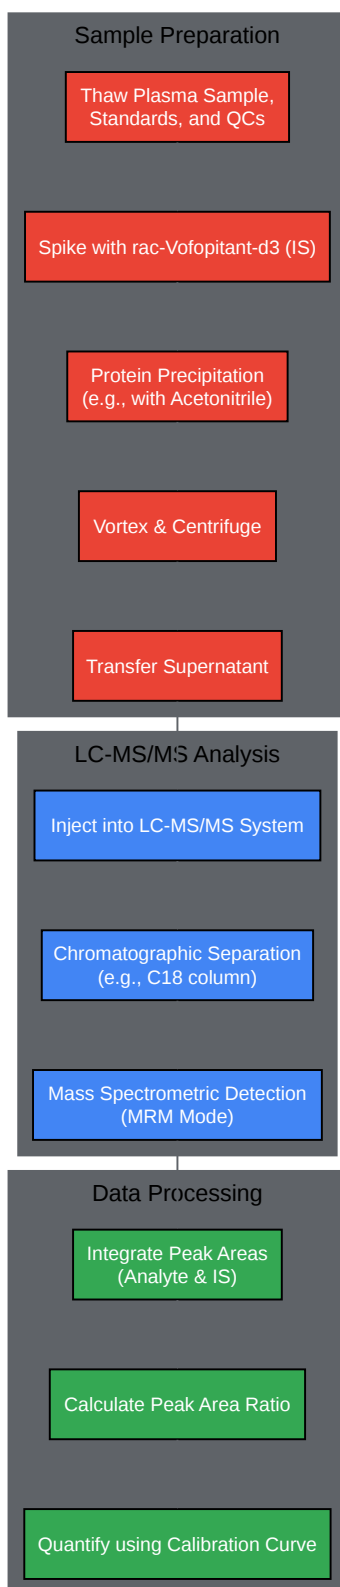 Sample Preparation
Thaw Plasma Sample,
Standards, and QCs
Spike with rac-Vofopitant-d3 (IS)
Protein Precipitation
(e.g., with Acetonitrile)
Vortex & Centrifuge
Transfer Supernatant
LC-MS/MS Analysis
Inject into LC-MS/MS System
Chromatographic Separation
(e.g., C18 column)
Mass Spectrometric Detection
(MRM Mode)
Data Processing
Integrate Peak Areas
(Analyte & IS)
Calculate Peak Area Ratio
Quantify using Calibration Curve